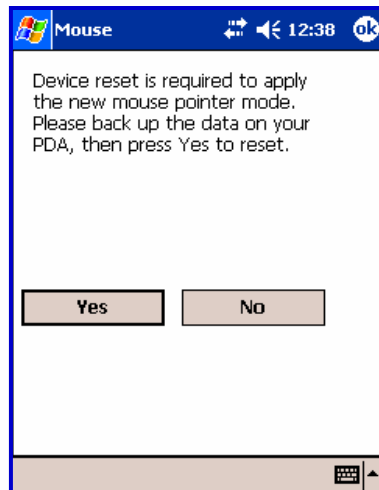 Mouse 12:38 ok
Device reset is required to apply
the new mouse pointer mode.
Please back up the data on your
PDA, then press Yes to reset.
Yes No